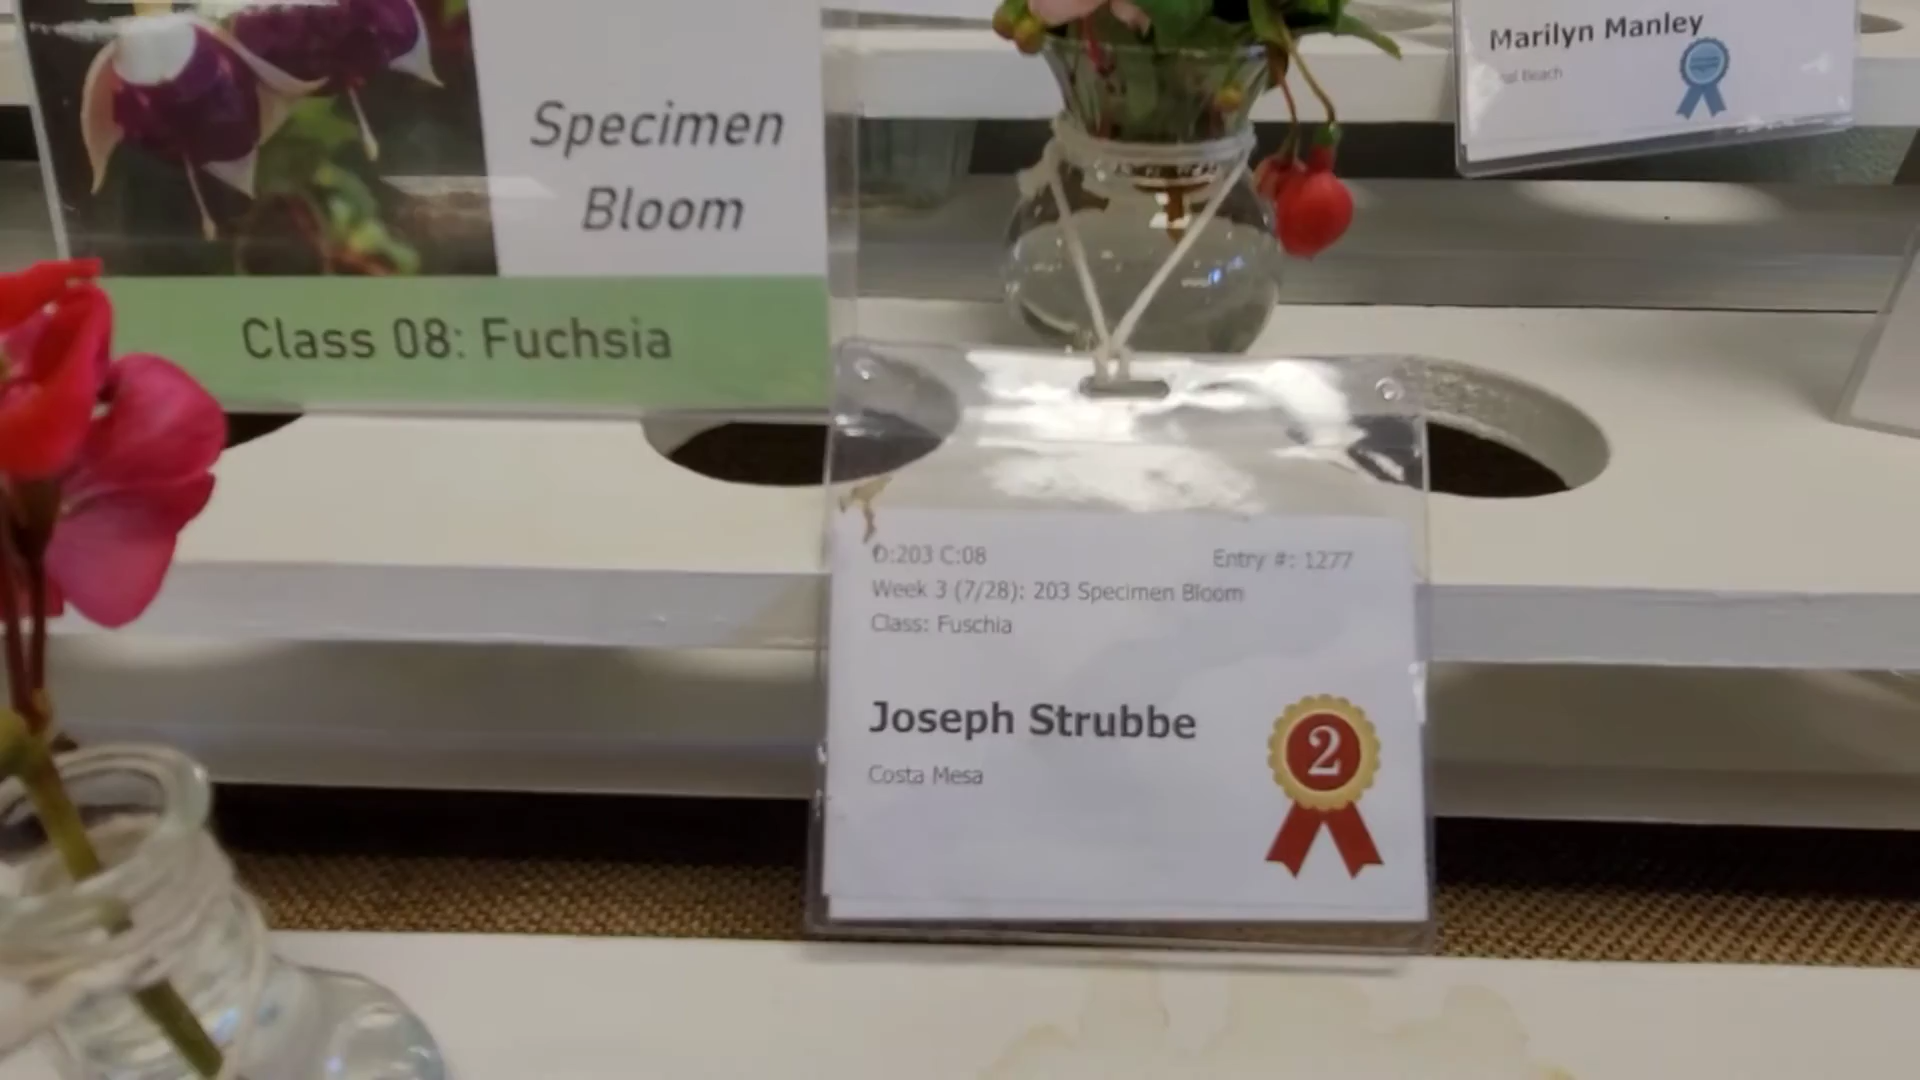 Specimen
Bloom
Class 08: Fuchsia
Marilyn Manley
Beach
D:203 C:08 Entry #: 1277
Week 3 (7/28): 203 Specimen Bloom
Class: Fuschia
Joseph Strubbe
Costa Mesa
2